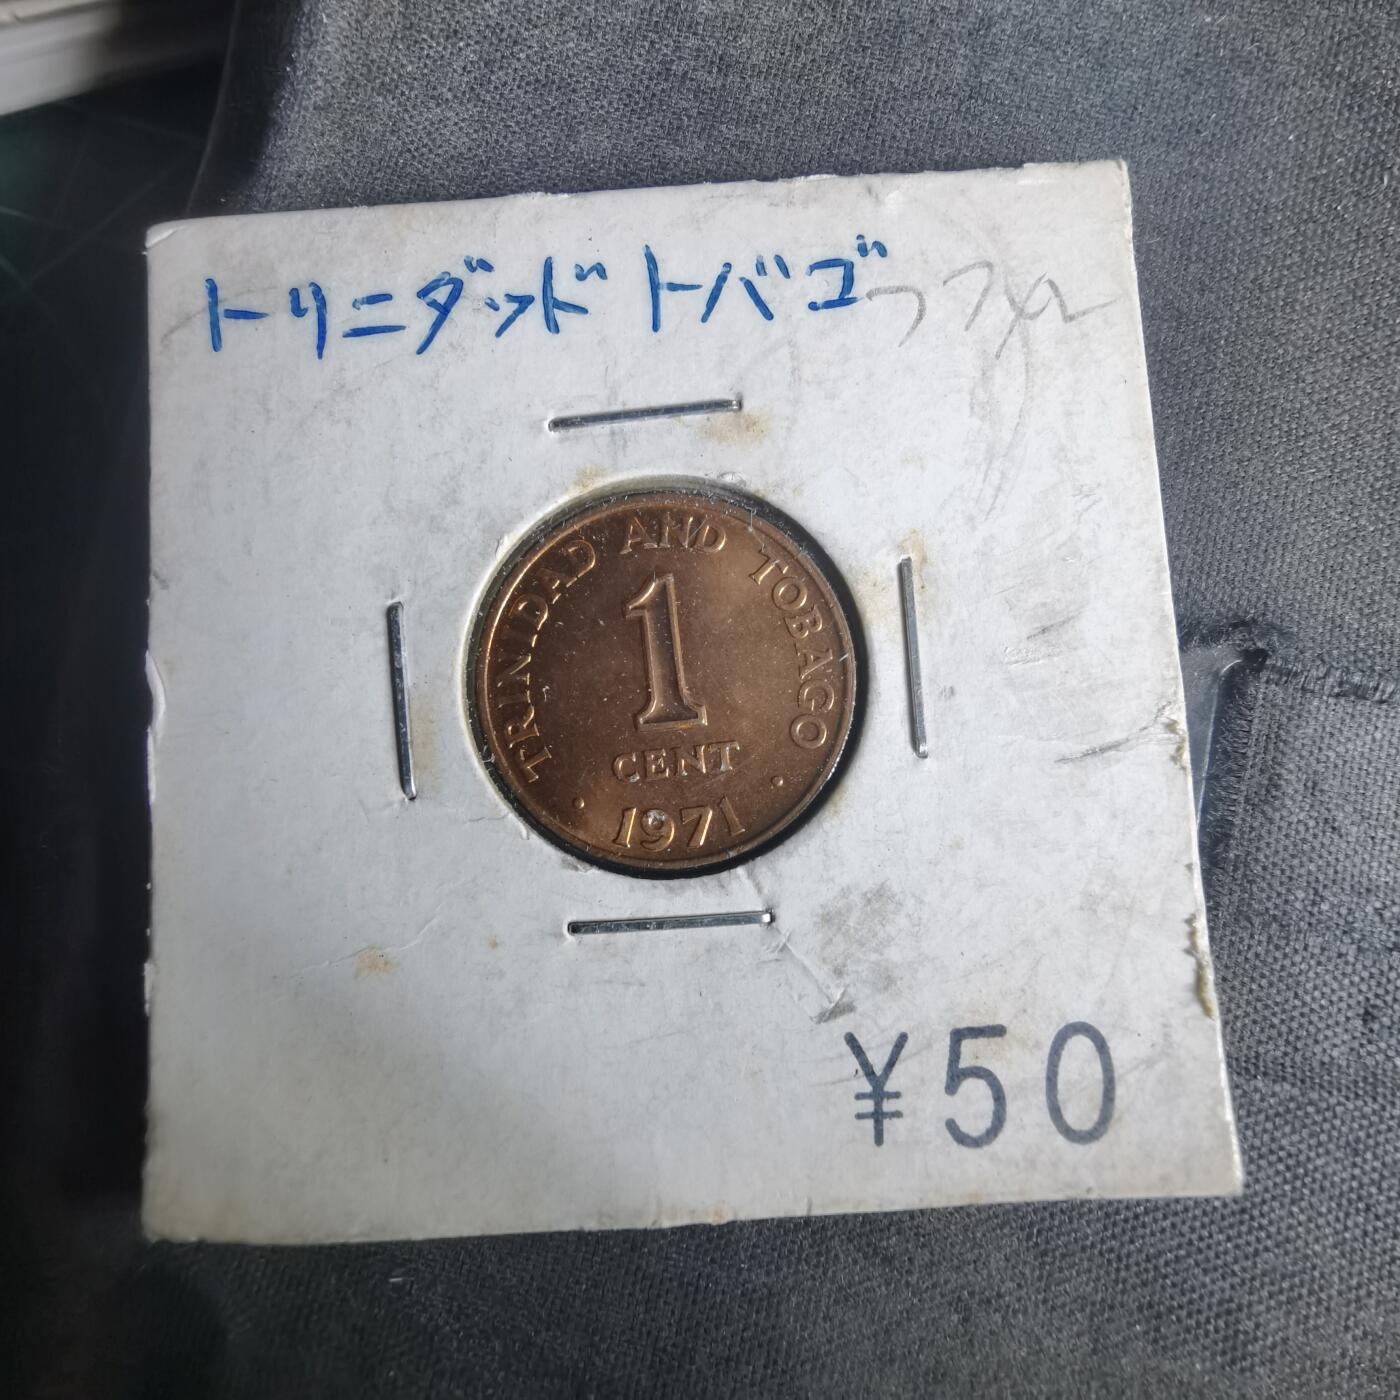 トリニダッド トバゴ
TRINIDAD AND TOBAGO
1
CENT
· 1971 ·
¥50